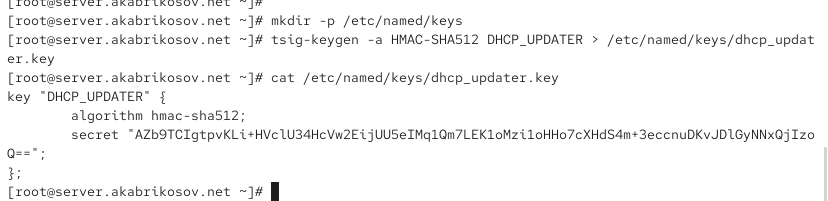 [root@server.akabrikosov.net ~]#
[root@server.akabrikosov.net ~]# mkdir -p /etc/named/keys
[root@server.akabrikosov.net ~]# tsig-keygen -a HMAC-SHA512 DHCP_UPDATER > /etc/named/keys/dhcp_updat
er.key
[root@server.akabrikosov.net ~]# cat /etc/named/keys/dhcp_updater.key
key "DHCP_UPDATER" {
        algorithm hmac-sha512;
        secret "AZb9TCIgtpvKLi+HVclU34HcVw2EijUU5eIMq1Qm7LEK1oMzi1oHHo7cXHdS4m+3eccnuDKvJDlGyNNxQjIzo
Q==";
};
[root@server.akabrikosov.net ~]#